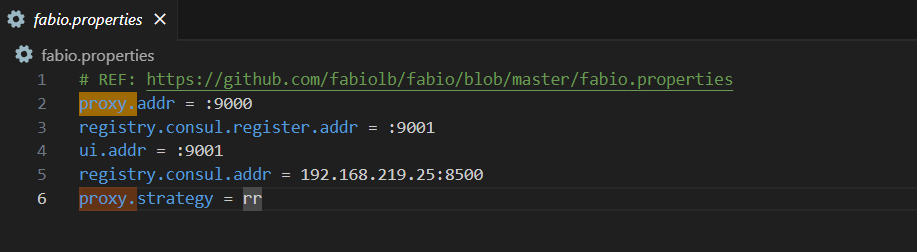 fabio.properties ×
fabio.properties
1 # REF: https://github.com/fabiolb/fabio/blob/master/fabio.properties
2 proxy.addr = :9000
3 registry.consul.register.addr = :9001
4 ui.addr = :9001
5 registry.consul.addr = 192.168.219.25:8500
6 proxy.strategy = rr